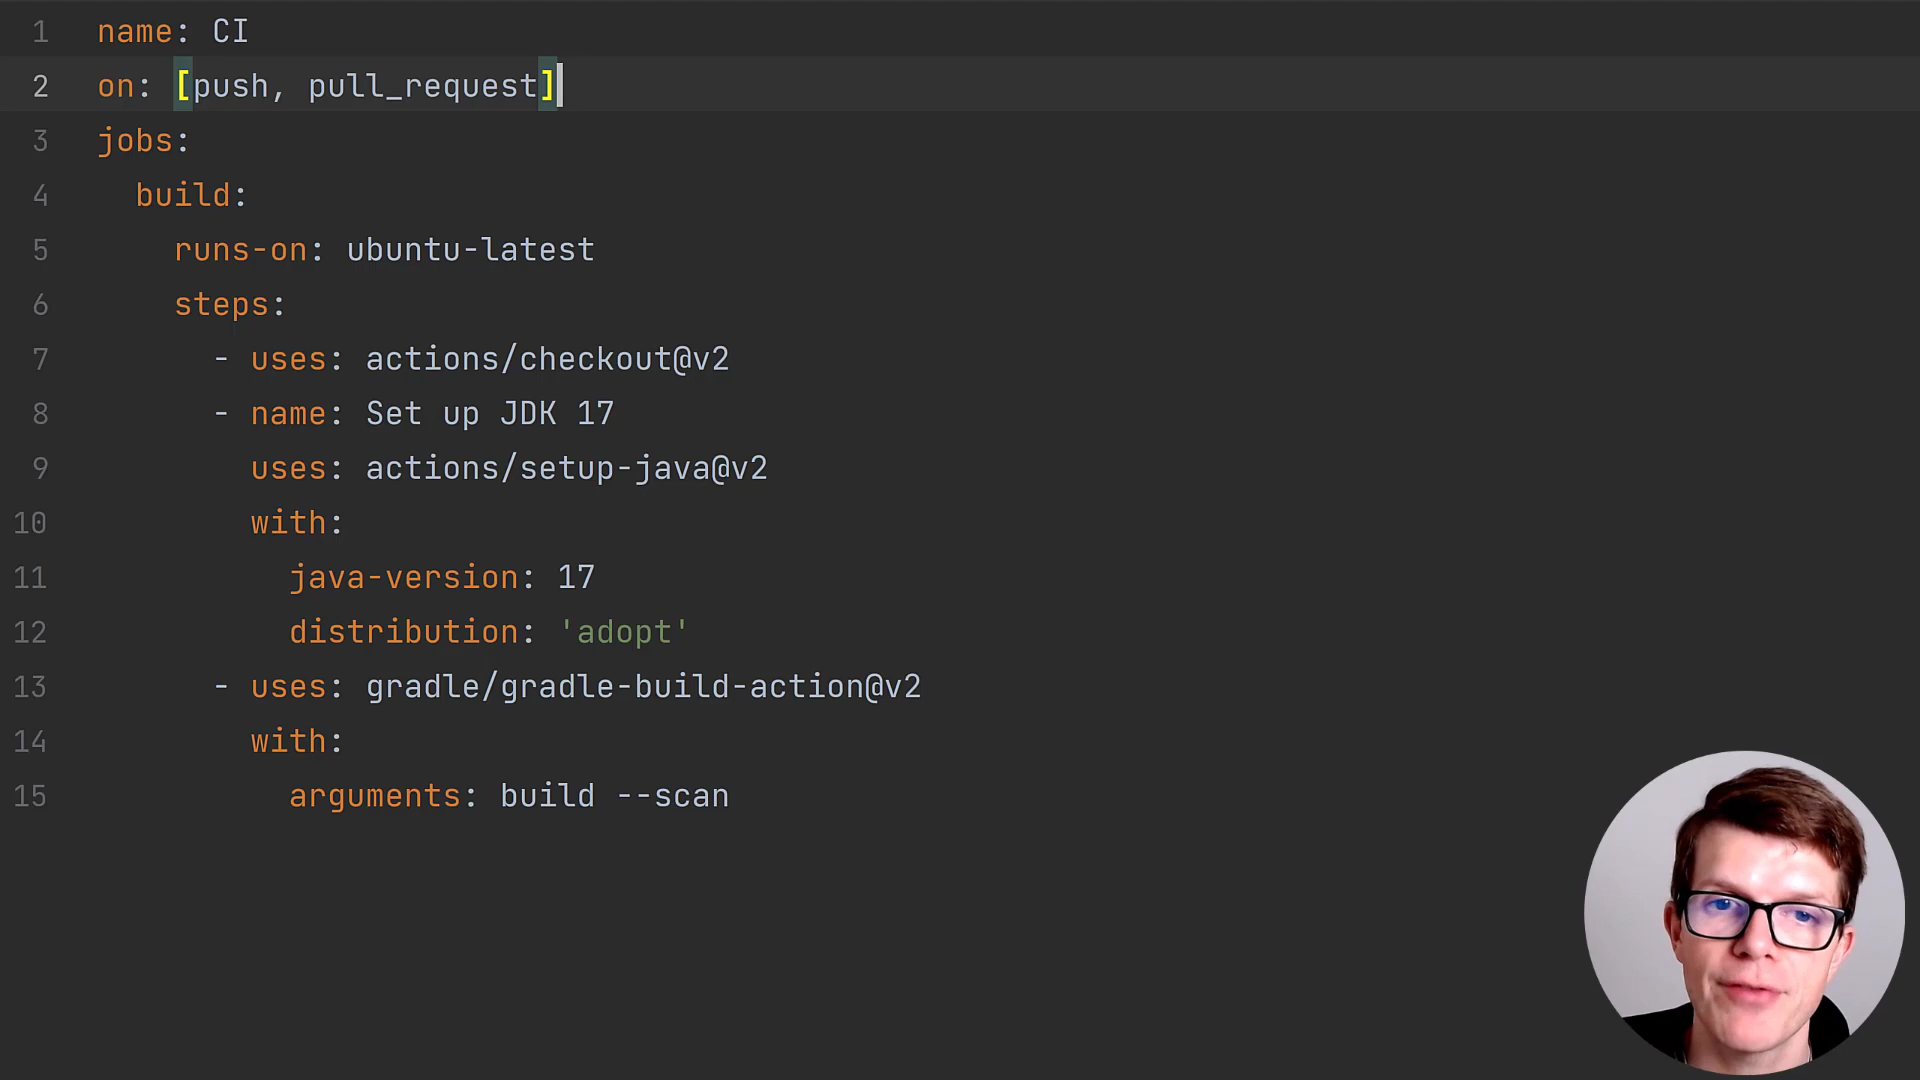 1 name: CI
2 on: [push, pull_request]
3 jobs:
4   build:
5     runs-on: ubuntu-latest
6     steps:
7       - uses: actions/checkout@v2
8       - name: Set up JDK 17
9         uses: actions/setup-java@v2
10         with:
11           java-version: 17
12           distribution: 'adopt'
13       - uses: gradle/gradle-build-action@v2
14         with:
15           arguments: build --scan